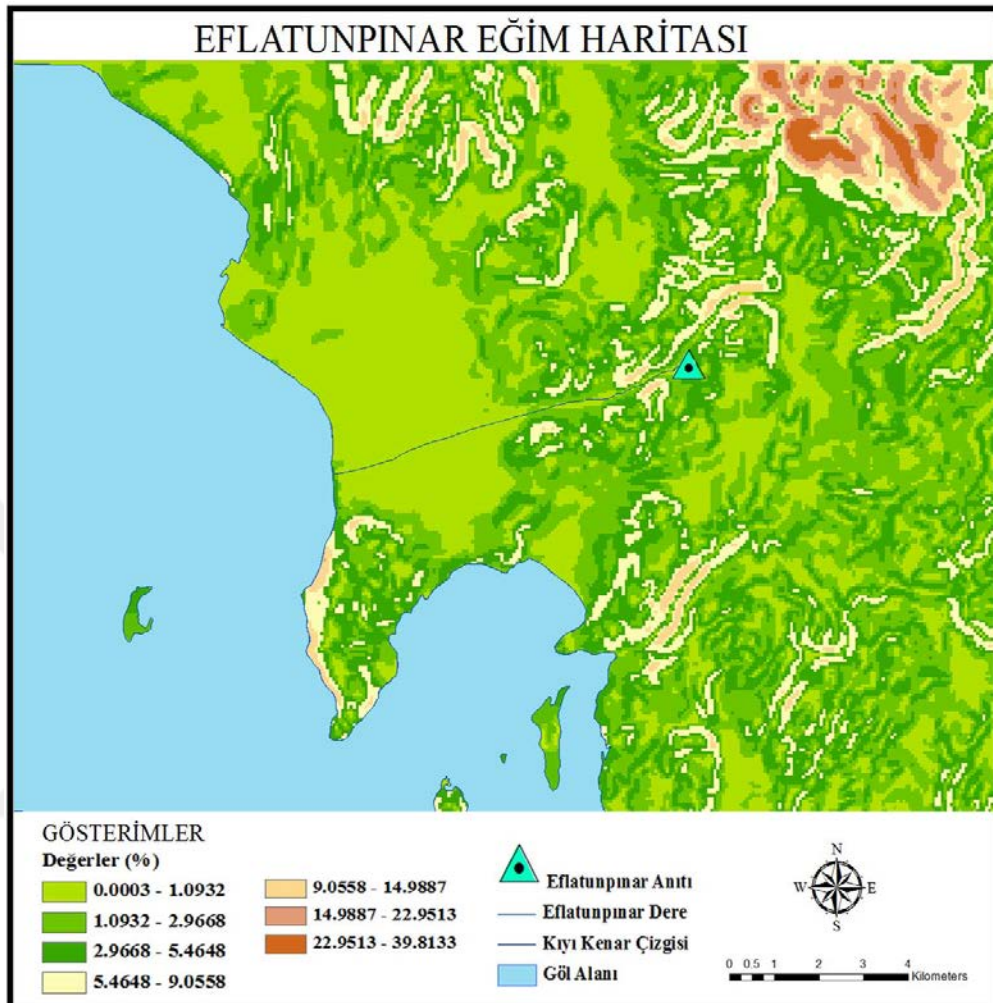 EFLATUNPINAR EĞİM HARİTASI
GÖSTERİMLER
Değerler (%)
0.0003 - 1.0932
1.0932 - 2.9668
2.9668 - 5.4648
5.4648 - 9.0558
9.0558 - 14.9887
14.9887 - 22.9513
22.9513 - 39.8133
Eflatunpınar Anıtı
Eflatunpınar Dere
Kıyı Kenar Çizgisi
Göl Alanı
N
W E
S
0 0.5 1 2 3 4
Kilometers